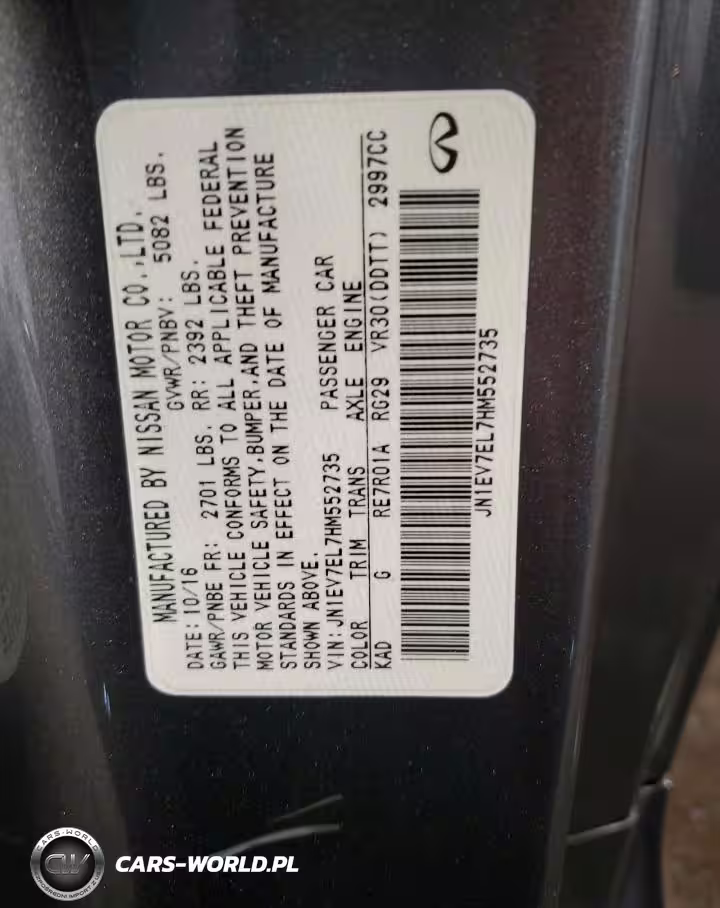 MANUFACTURED BY NISSAN MOTOR CO.,LTD.
DATE: 10/16 GVWR/PNBV: 5082 LBS.
GAWR/PNBE FR: 2701 LBS. RR: 2392 LBS.
THIS VEHICLE CONFORMS TO ALL APPLICABLE FEDERAL
MOTOR VEHICLE SAFETY,BUMPER,AND THEFT PREVENTION
STANDARDS IN EFFECT ON THE DATE OF MANUFACTURE
SHOWN ABOVE.
VIN: JN1EV7EL7HM552735 PASSENGER CAR
COLOR TRIM TRANS AXLE ENGINE
KAD G RE7R01A RG29 VR30(DDTT) 2997CC
JN1EV7EL7HM552735
CARS-WORLD
CW
CARS-WORLD.PL